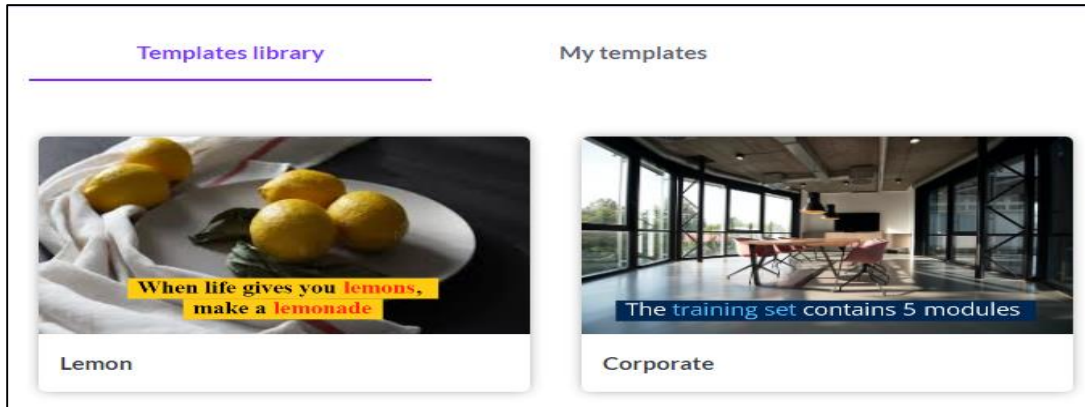 Templates library
My templates
When life gives you lemons,
make a lemonade
The training set contains 5 modules
Lemon
Corporate